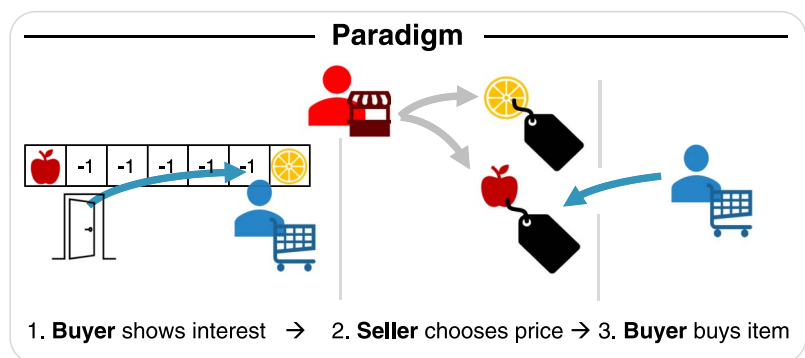 Paradigm
-1 -1 -1 -1 -1
1. Buyer shows interest → 2. Seller chooses price → 3. Buyer buys item